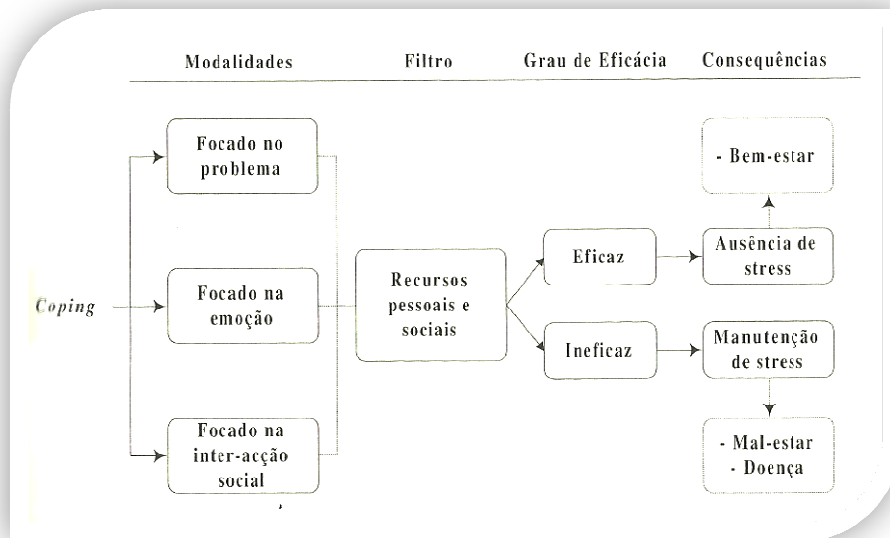 Modalidades Filtro Grau de Eficácia Consequências
Focado no
problema
- Bem-estar
Eficaz
Ausência de
stress
Coping
Focado na
emoção
Recursos
pessoais e
sociais
Ineficaz
Manutenção
de stress
Focado na
inter-acção
social
- Mal-estar
- Doença